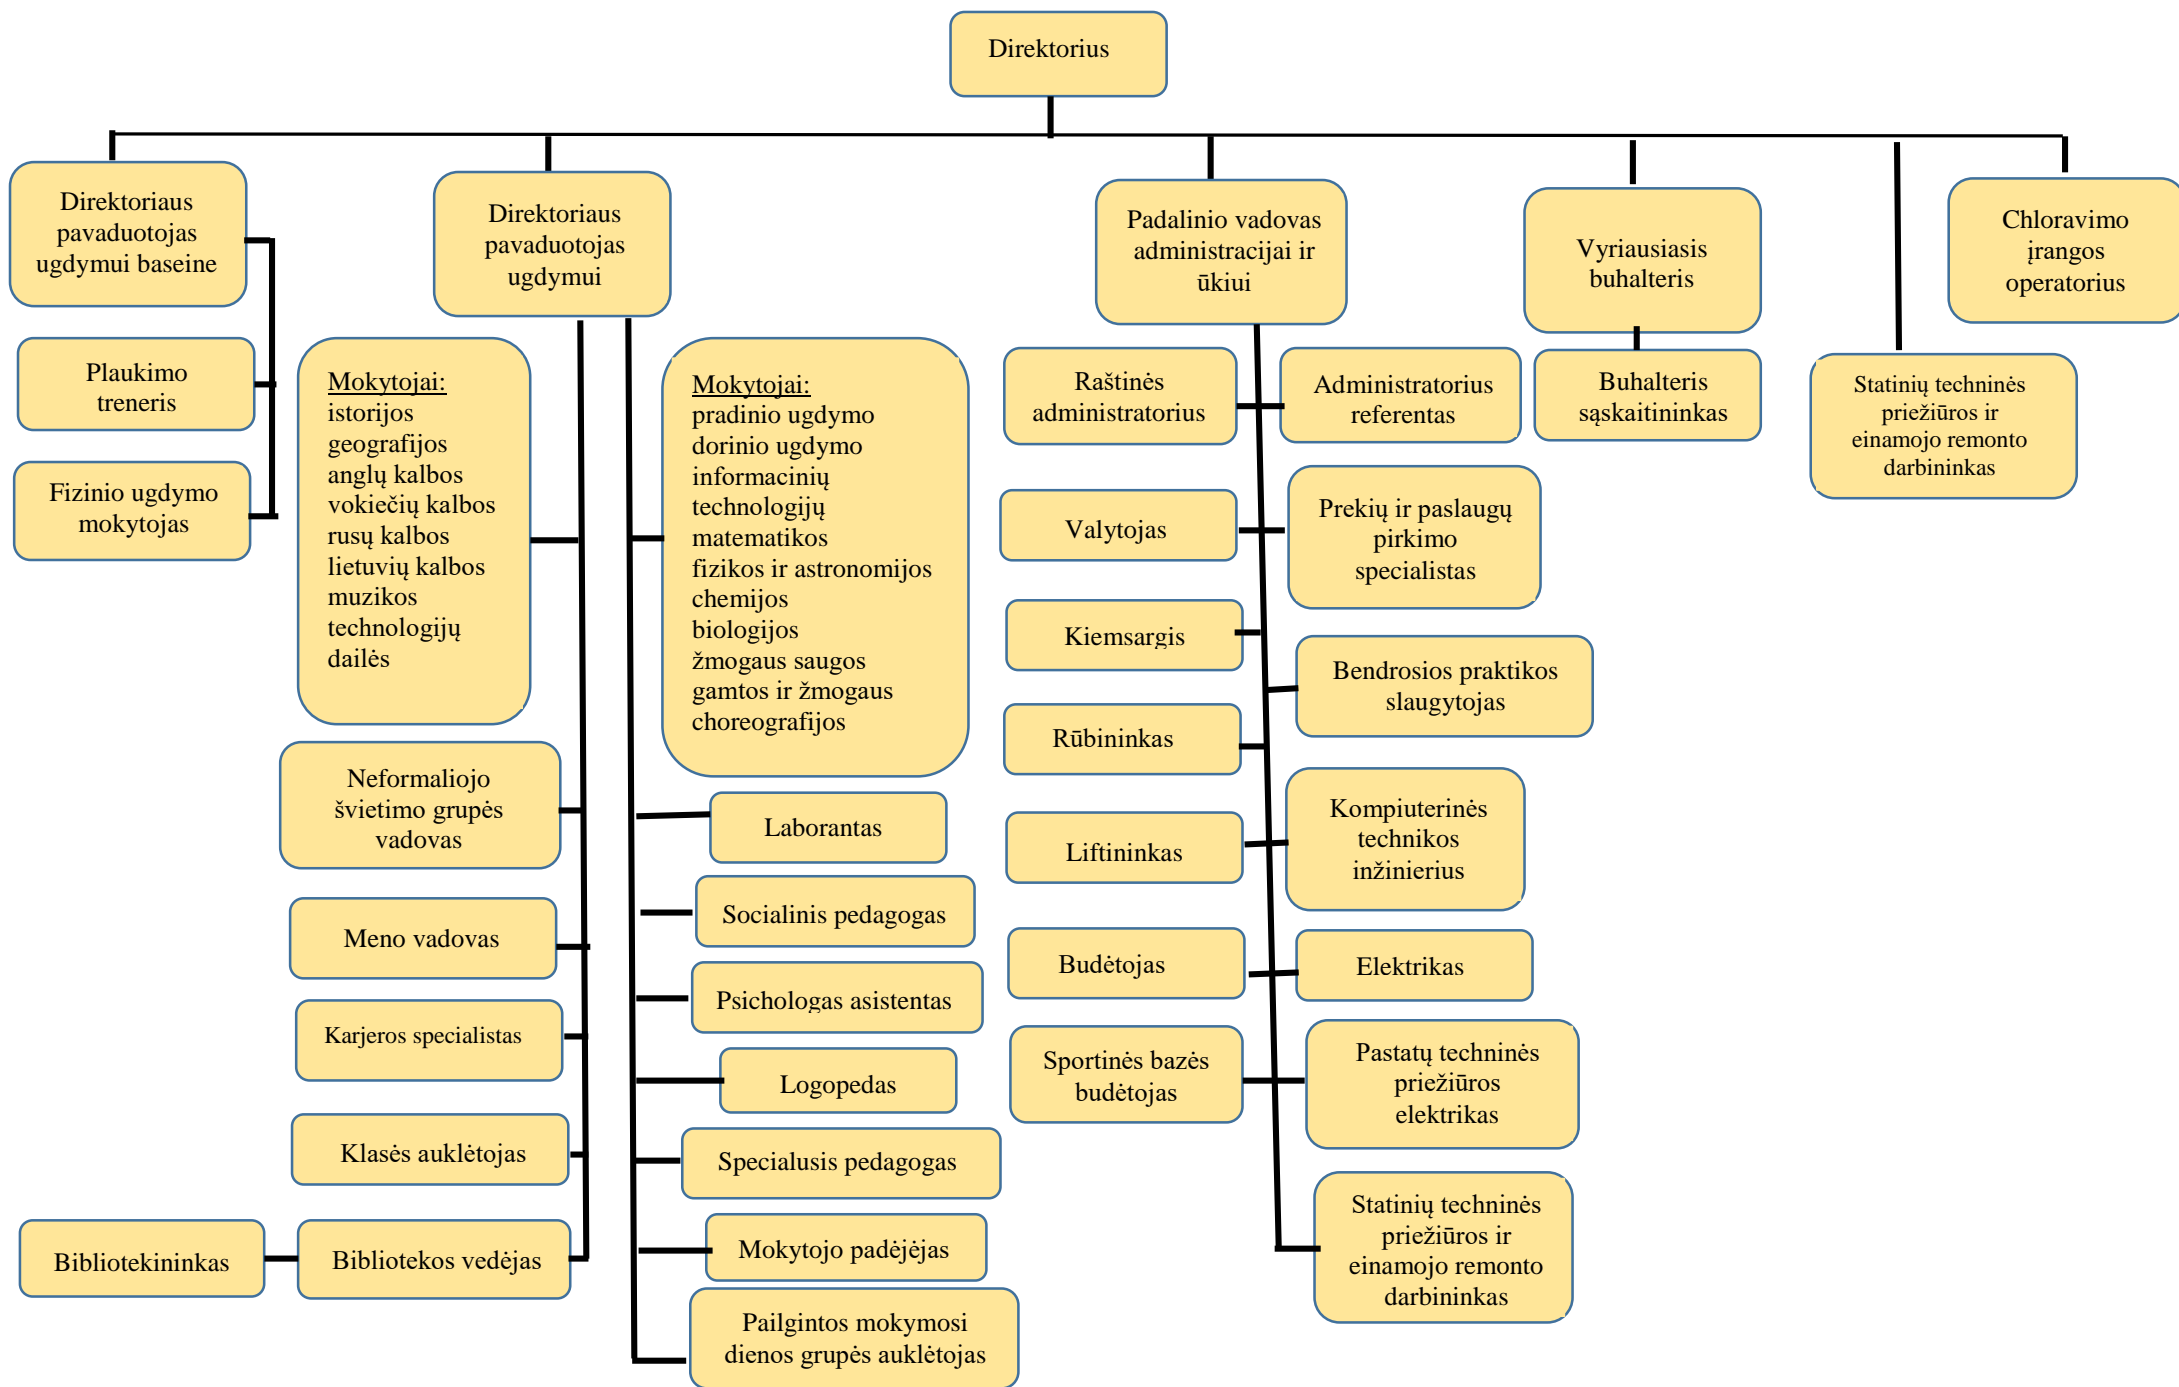 Direktorius
Direktoriaus
pavaduotojas
ugdymui baseine
Direktoriaus
pavaduotojas
ugdymui
Padalinio vadovas
administracijai ir
ūkiui
Vyriausiasis
buhalteris
Chloravimo
įrangos
operatorius
Plaukimo
treneris
Fizinio ugdymo
mokytojas
Mokytojai:
istorijos
geografijos
anglų kalbos
vokiečių kalbos
rusų kalbos
lietuvių kalbos
muzikos
technologijų
dailės
Neformaliojo
švietimo grupės
vadovas
Meno vadovas
Karjeros specialistas
Klasės auklėtojas
Bibliotekininkas
Bibliotekos vedėjas
Mokytojai:
pradinio ugdymo
dorinio ugdymo
informacinių
technologijų
matematikos
fizikos ir astronomijos
chemijos
biologijos
žmogaus saugos
gamtos ir žmogaus
choreografijos
Laborantas
Socialinis pedagogas
Psichologas asistentas
Logopedas
Specialusis pedagogas
Mokytojo padėjėjas
Pailgintos mokymosi
dienos grupės auklėtojas
Raštinės
administratorius
Administratorius
referentas
Valytojas
Prekių ir paslaugų
pirkimo
specialistas
Kiemsargis
Bendrosios praktikos
slaugytojas
Rūbininkas
Kompiuterinės
technikos
inžinierius
Liftininkas
Budėtojas
Elektrikas
Sportinės bazės
budėtojas
Pastatų techninės
priežiūros
elektrikas
Statinių techninės
priežiūros ir
einamojo remonto
darbininkas
Buhalteris
sąskaitininkas
Statinių techninės
priežiūros ir
einamojo remonto
darbininkas